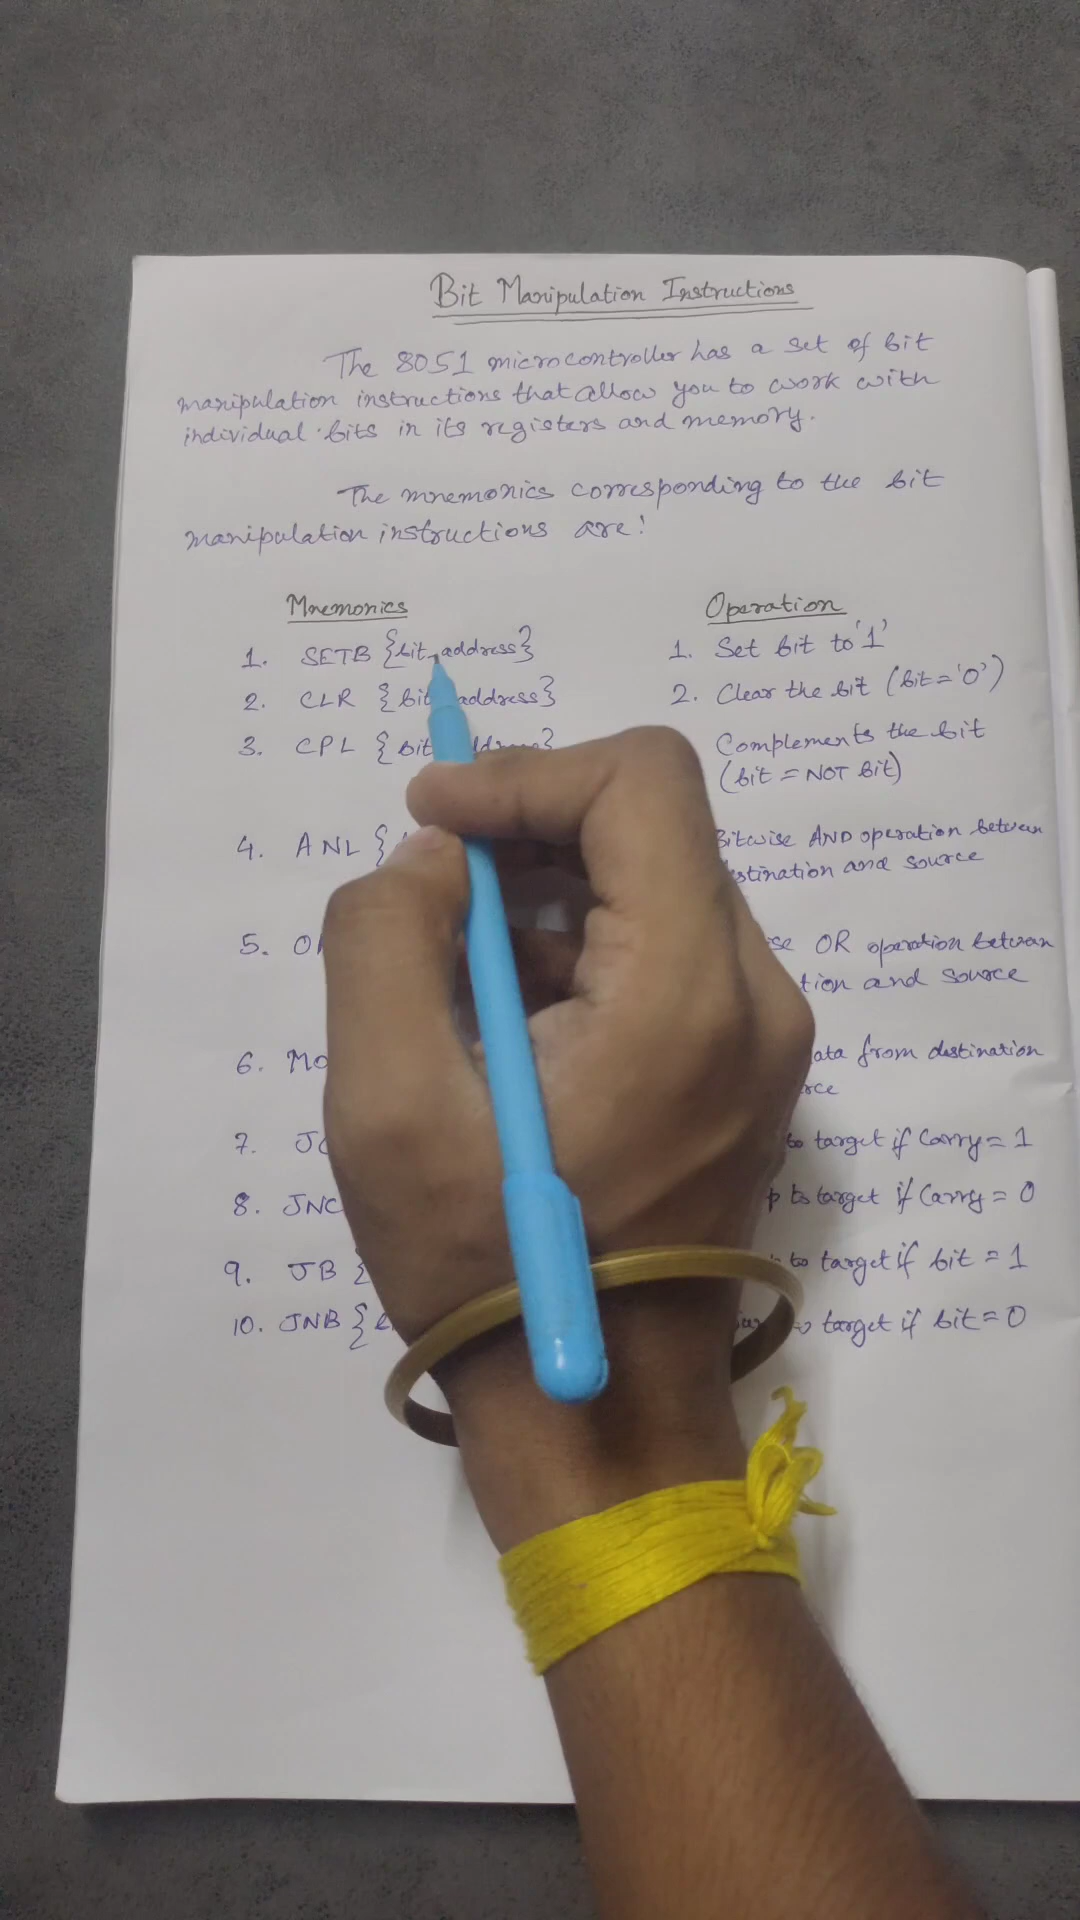 Bit Manipulation Instructions
The 8051 microcontroller has a set of bit
manipulation instructions that allow you to work with
individual bits in its registers and memory.
The mnemonics corresponding to the bit
manipulation instructions are:
Mnemonics Operation
1. SETB {bit-address} 1. Set bit to '1'
2. CLR {bit address} 2. Clear the bit (bit='0')
3. CPL {bit address} Complements the bit
(bit = NOT bit)
4. ANL { Bitwise AND operation between
and source
5. OR operation between
and source
6. from destination
7. to target if Carry = 1
8. JNC to target if Carry = 0
9. JB { to target if bit = 1
10. JNB { target if bit = 0